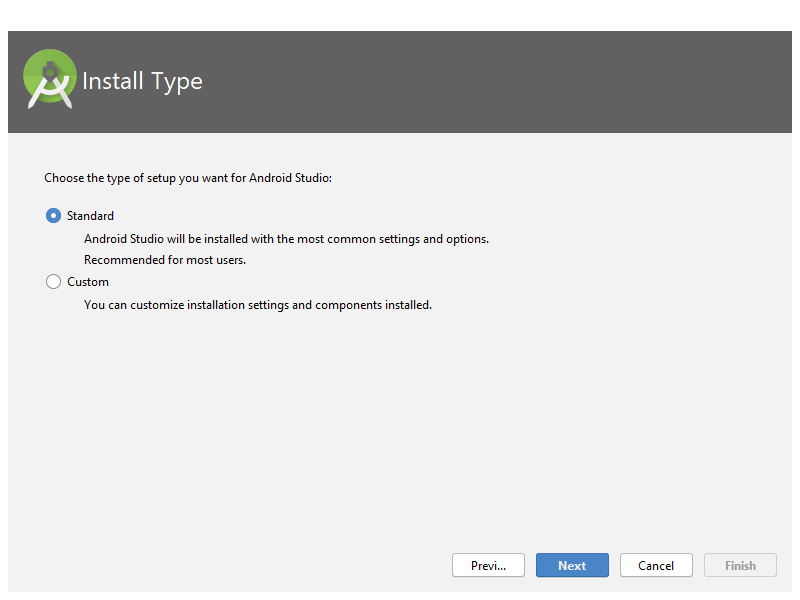 Install Type
Choose the type of setup you want for Android Studio:
Standard
Android Studio will be installed with the most common settings and options.
Recommended for most users.
Custom
You can customize installation settings and components installed.
Previ... Next Cancel Finish